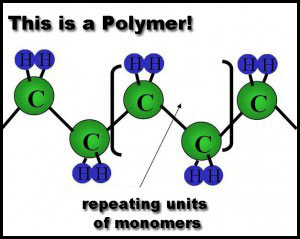 This is a Polymer!
H H H H H H
C C C
C C
H H H H
repeating units
of monomers